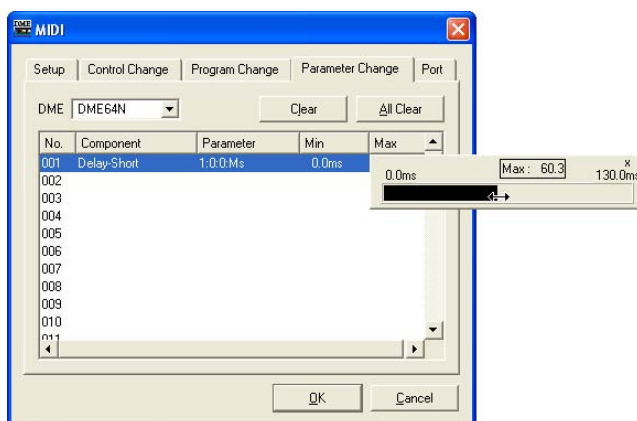 MIDI
Setup Control Change Program Change Parameter Change Port
DME DME64N Clear All Clear
No. Component Parameter Min Max
001 Delay-Short 1:0:0:Ms 0.0ms
0.0ms Max: 60.3 x 130.0ms
002
003
004
005
006
007
008
009
010
011
OK Cancel